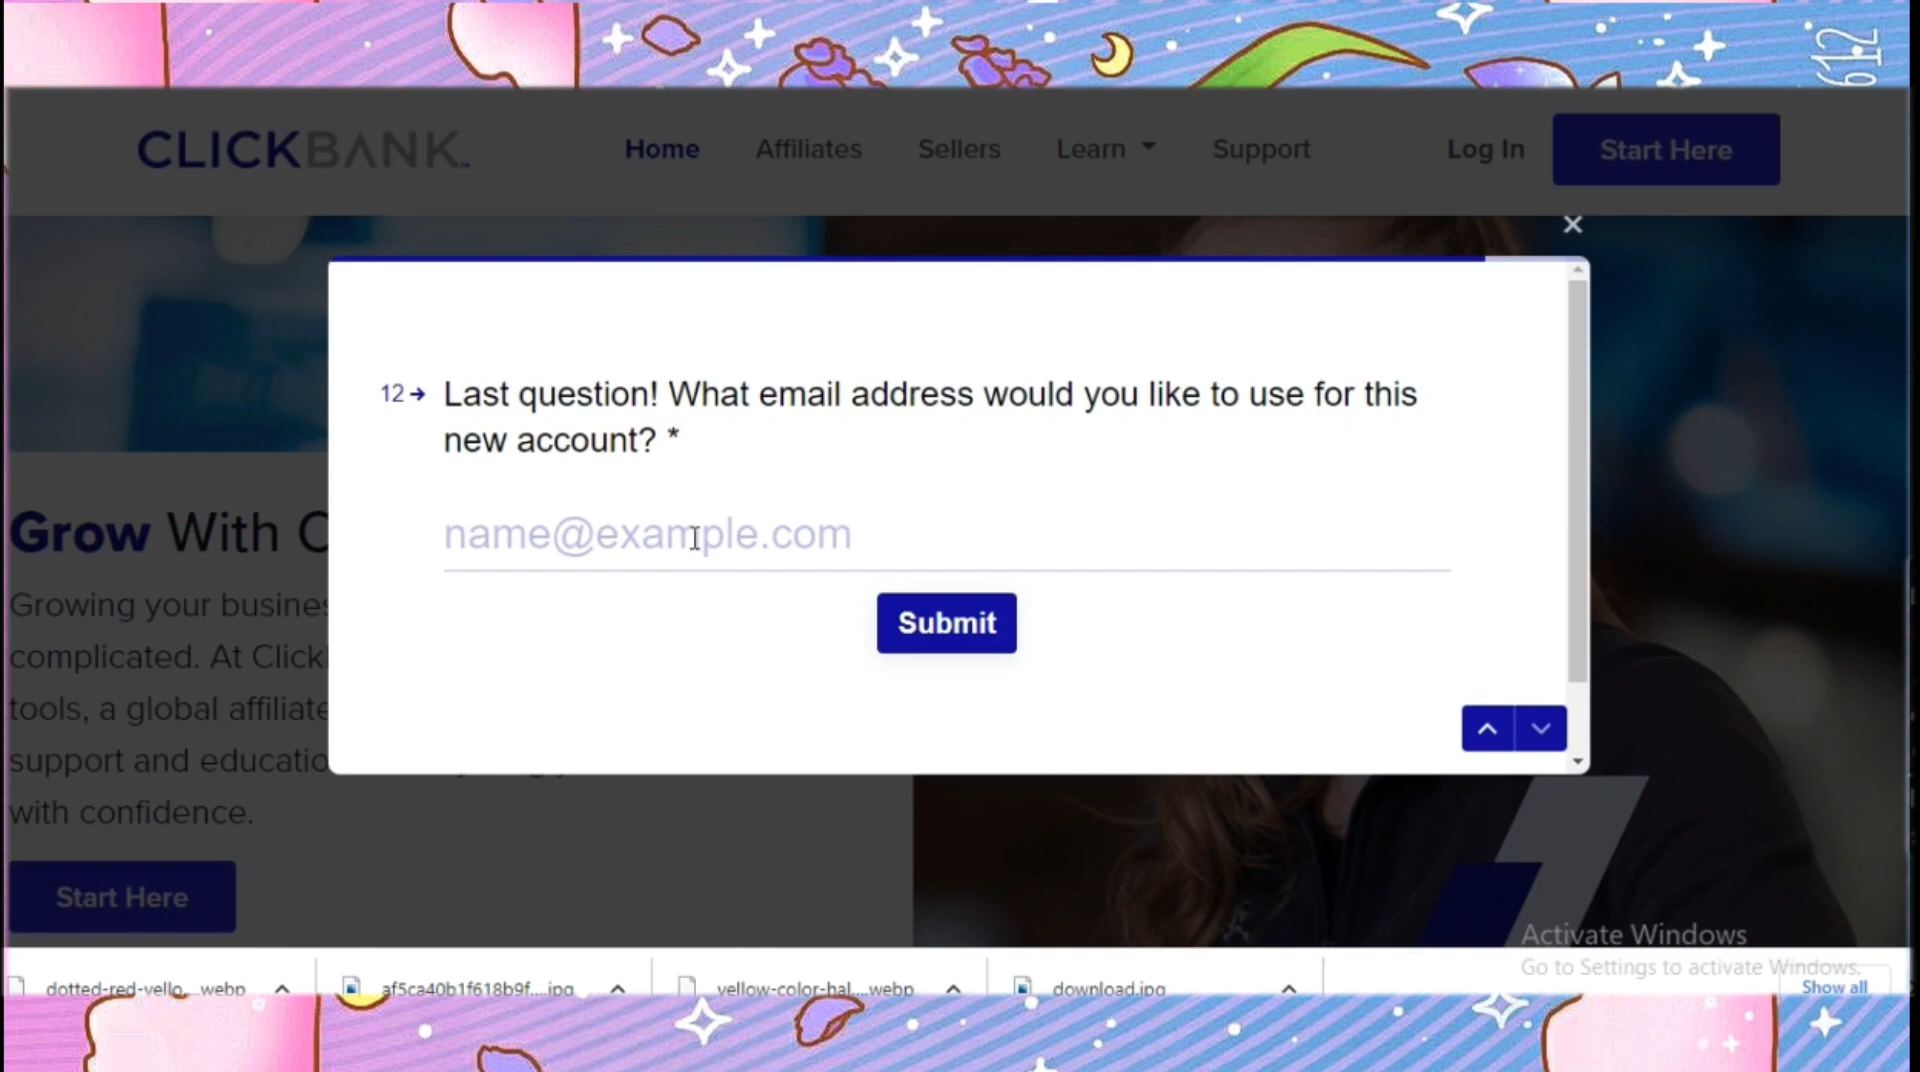 612
CLICKBANK
Home Affiliates Sellers Learn Support Log In Start Here
12 Last question! What email address would you like to use for this
new account? *
name@example.com
Submit
Grow With C
Growing your busines
complicated. At Click
tools, a global affiliate
support and educatio
with confidence.
Start Here
Activate Windows
Go to Settings to activate Windows.
dotted-red-yello....webp af5ca40b1f618b9f....jpg yellow-color-hal....webp download.jpg Show all